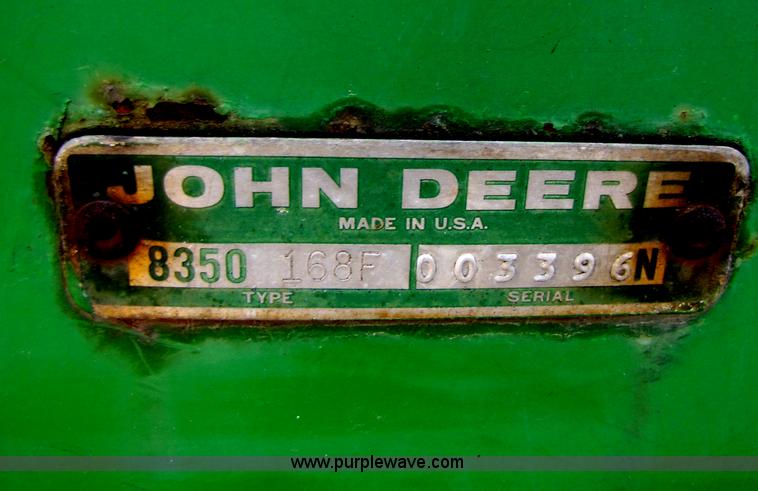 JOHN DEERE
MADE IN U.S.A.
8350 168F 003396N
TYPE SERIAL
www.purplewave.com